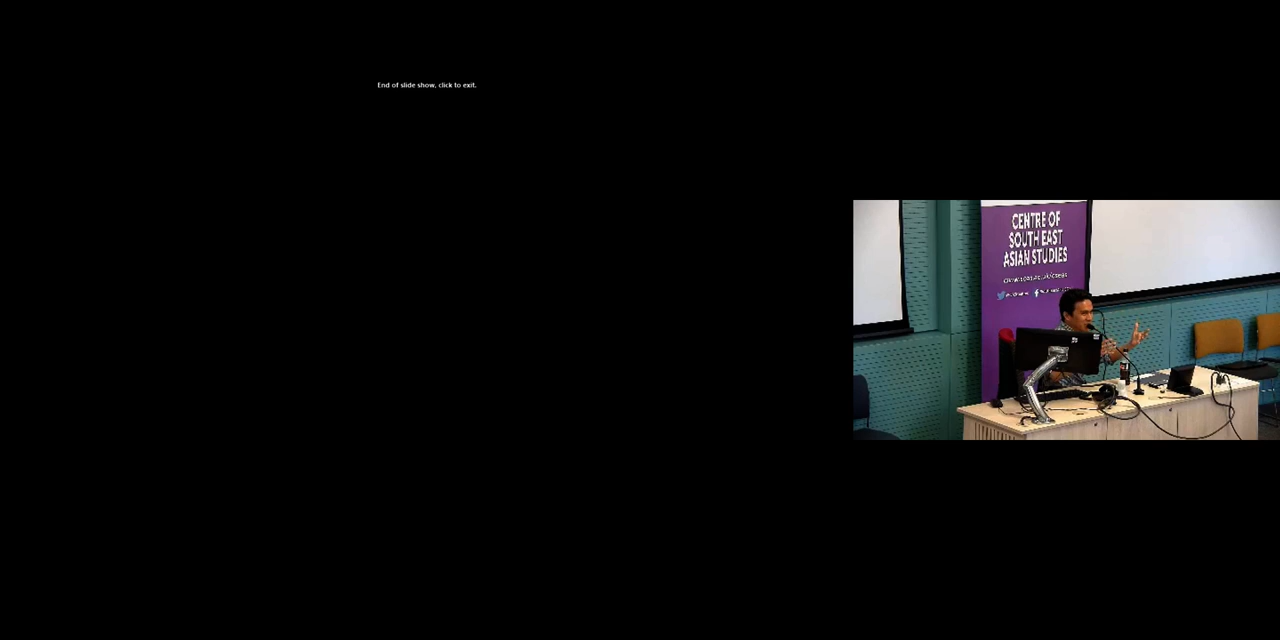 End of slide show, click to exit.
CENTRE OF
SOUTH EAST
ASIAN STUDIES